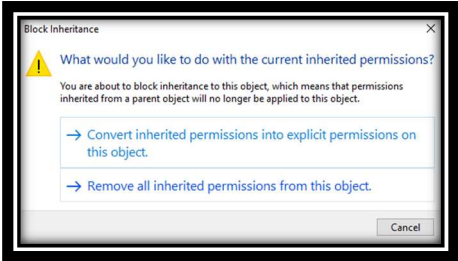 Block Inheritance
What would you like to do with the current inherited permissions?
You are about to block inheritance to this object, which means that permissions
inherited from a parent object will no longer be applied to this object.
→ Convert inherited permissions into explicit permissions on
this object.
→ Remove all inherited permissions from this object.
Cancel